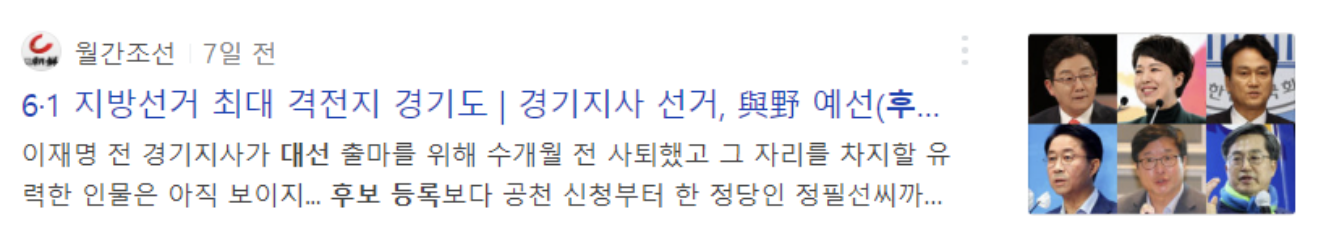 월간조선 7일 전
6·1 지방선거 최대 격전지 경기도 | 경기지사 선거, 與野 예선(후...
이재명 전 경기지사가 대선 출마를 위해 수개월 전 사퇴했고 그 자리를 차지할 유
력한 인물은 아직 보이지... 후보 등록보다 공천 신청부터 한 정당인 정필선씨까...